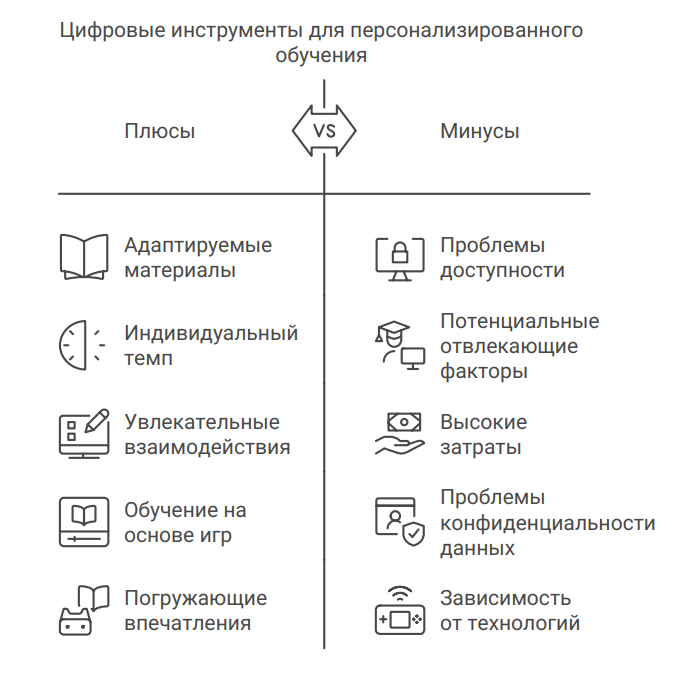 Цифровые инструменты для персонализированного
обучения
Плюсы
VS
Минусы
Адаптируемые
материалы
Проблемы
доступности
Индивидуальный
темп
Потенциальные
отвлекающие
факторы
Увлекательные
взаимодействия
Высокие
затраты
Обучение на
основе игр
Проблемы
конфиденциальности
данных
Погружающие
впечатления
Зависимость
от технологий